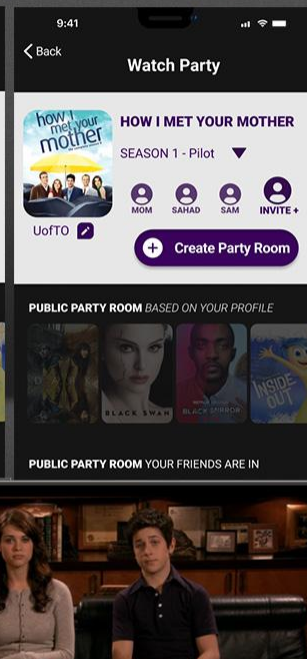 9:41
Back
Watch Party
how i
met your
mother
HOW I MET YOUR MOTHER
SEASON 1 - Pilot
MOM SAHAD SAM INVITE +
UofTO
Create Party Room
PUBLIC PARTY ROOM BASED ON YOUR PROFILE
BLACK SWAN
BLACK MIRROR
INSIDE
OUT
PUBLIC PARTY ROOM YOUR FRIENDS ARE IN